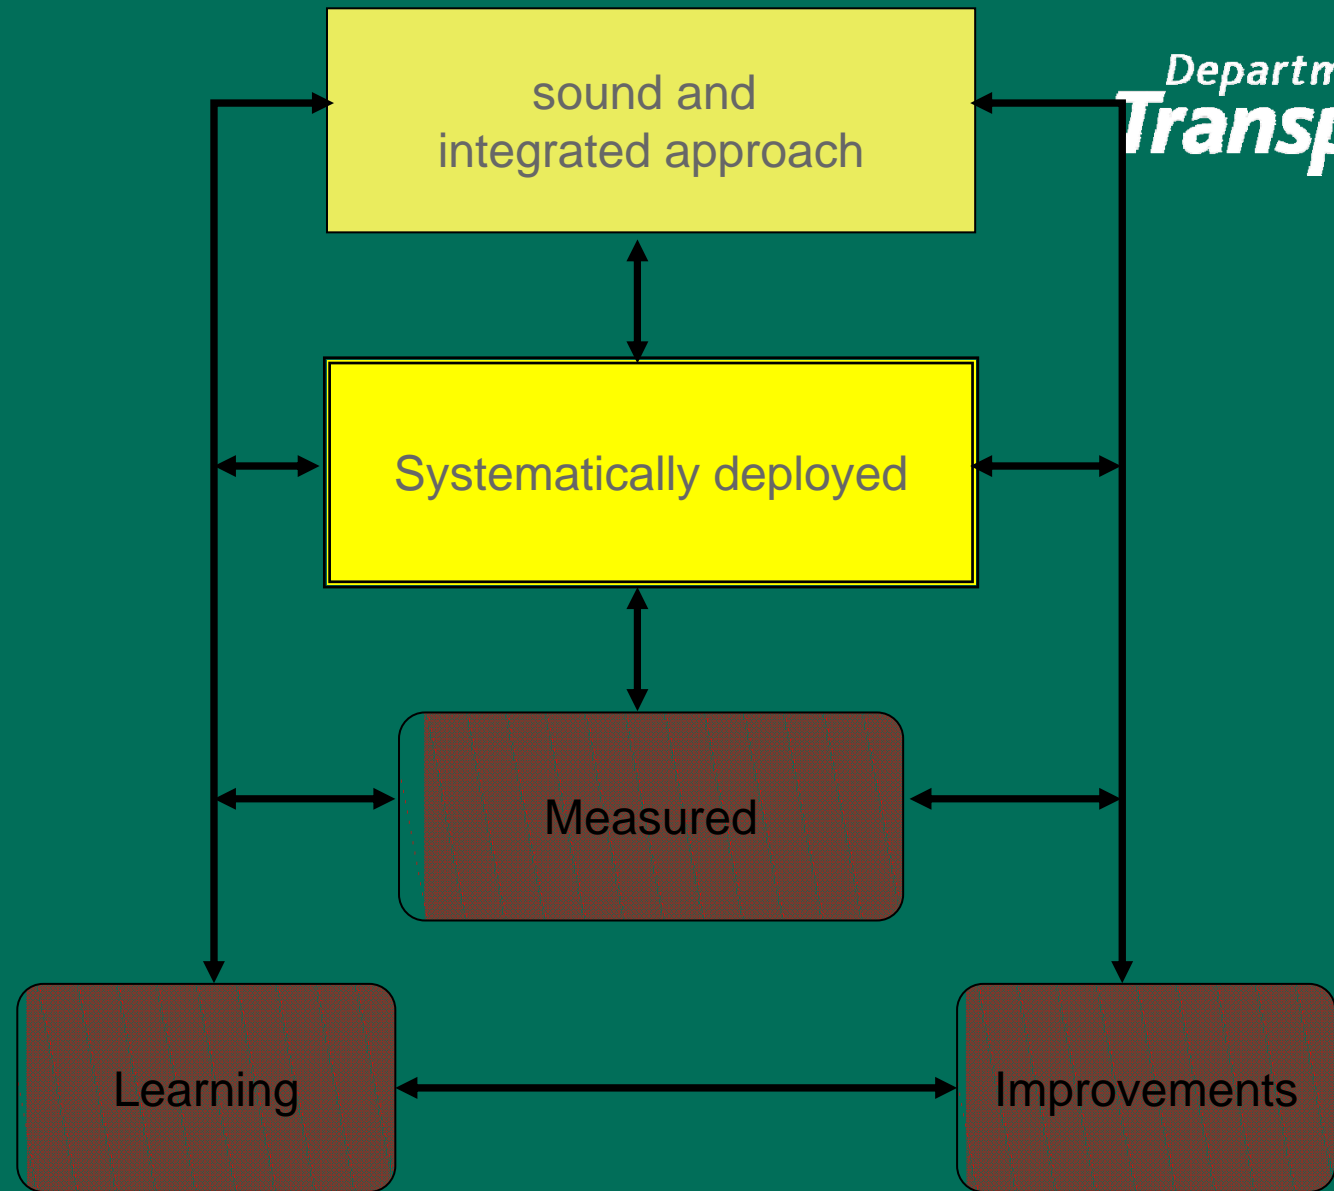 sound and
integrated approach
Systematically deployed
Measured
Learning
Improvements